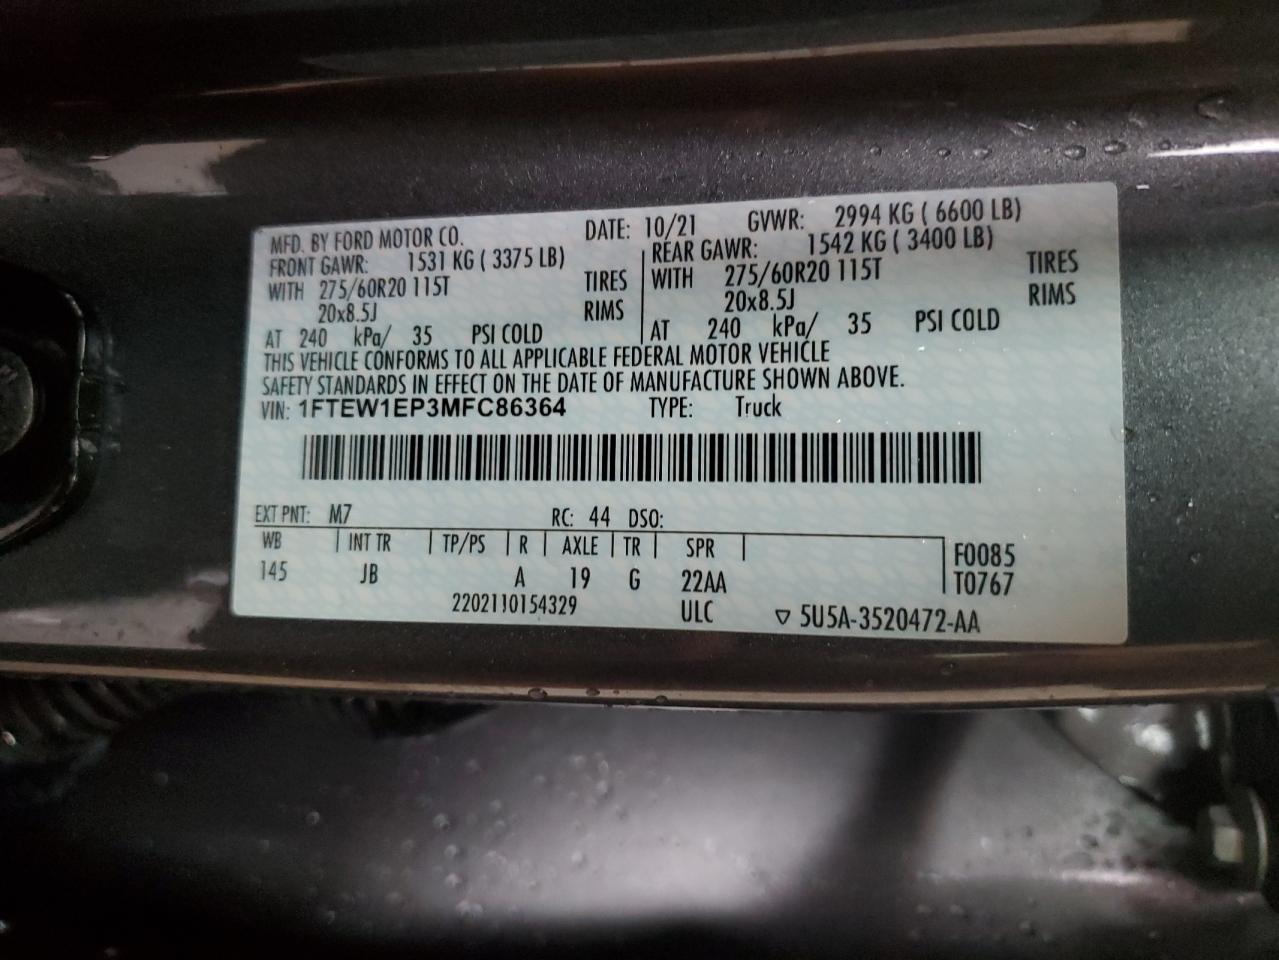 MFD. BY FORD MOTOR CO. DATE: 10/21 GVWR: 2994 KG ( 6600 LB)
FRONT GAWR: 1531 KG ( 3375 LB) REAR GAWR: 1542 KG ( 3400 LB)
WITH 275/60R20 115T TIRES WITH 275/60R20 115T TIRES
20x8.5J RIMS 20x8.5J RIMS
AT 240 kPa/ 35 PSI COLD AT 240 kPa/ 35 PSI COLD
THIS VEHICLE CONFORMS TO ALL APPLICABLE FEDERAL MOTOR VEHICLE
SAFETY STANDARDS IN EFFECT ON THE DATE OF MANUFACTURE SHOWN ABOVE.
VIN: 1FTEW1EP3MFC86364 TYPE: Truck
EXT PNT: M7 RC: 44 DSO:
WB INT TR TP/PS R AXLE TR SPR F0085
145 JB A 19 G 22AA T0767
2202110154329 ULC ▽ 5U5A-3520472-AA